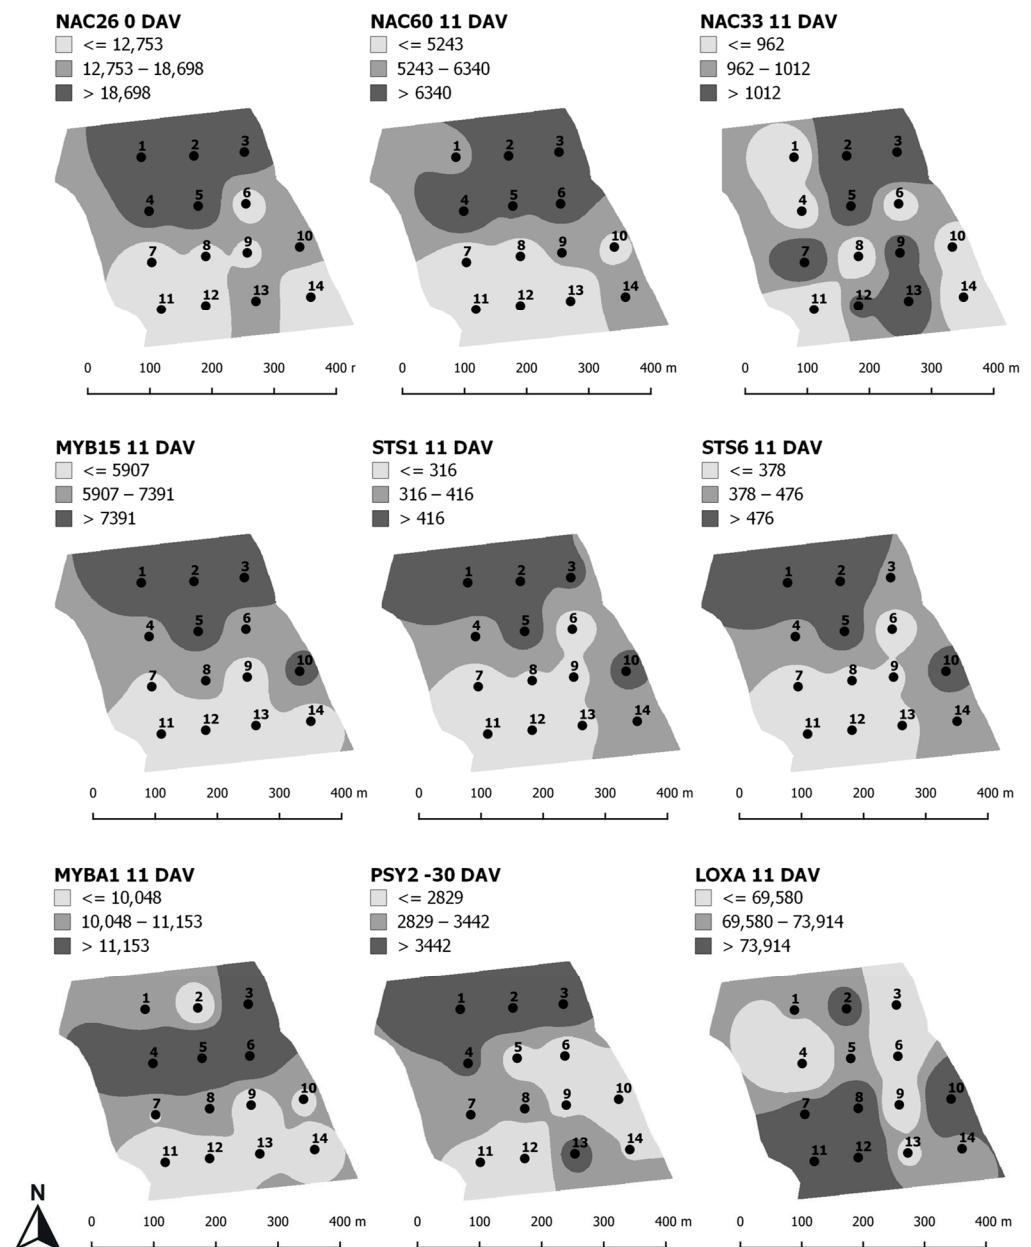 NAC26 0 DAV
<= 12,753
12,753 – 18,698
> 18,698
1 2 3
4 5 6
7 8 9 10
11 12 13 14
0 100 200 300 400 r
NAC60 11 DAV
<= 5243
5243 – 6340
> 6340
1 2 3
4 5 6
7 8 9 10
11 12 13 14
0 100 200 300 400 m
NAC33 11 DAV
<= 962
962 – 1012
> 1012
1 2 3
4 5 6
7 8 9 10
11 12 13 14
0 100 200 300 400 m
MYB15 11 DAV
<= 5907
5907 – 7391
> 7391
1 2 3
4 5 6
7 8 9 10
11 12 13 14
0 100 200 300 400 m
STS1 11 DAV
<= 316
316 – 416
> 416
1 2 3
4 5 6
7 8 9 10
11 12 13 14
0 100 200 300 400 m
STS6 11 DAV
<= 378
378 – 476
> 476
1 2 3
4 5 6
7 8 9 10
11 12 13 14
0 100 200 300 400 m
MYBA1 11 DAV
<= 10,048
10,048 – 11,153
> 11,153
1 2 3
4 5 6
7 8 9 10
11 12 13 14
N
0 100 200 300 400 m
PSY2 -30 DAV
<= 2829
2829 – 3442
> 3442
1 2 3
4 5 6
7 8 9 10
11 12 13 14
0 100 200 300 400 m
LOXA 11 DAV
<= 69,580
69,580 – 73,914
> 73,914
1 2 3
4 5 6
7 8 9 10
11 12 13 14
0 100 200 300 400 m